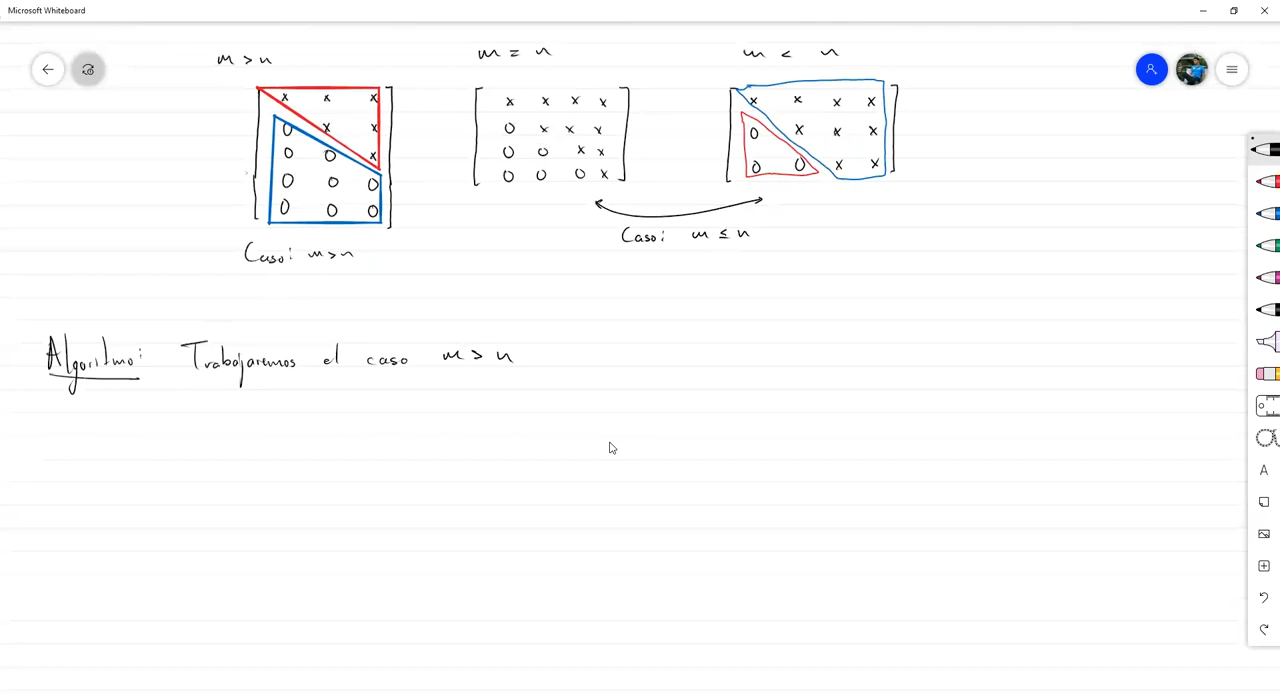 Microsoft Whiteboard
m > n
m = n
m < n
x x x
0 x x
0 0 x
0 0 0
0 0 0
x x x x
0 x x x
0 0 x x
0 0 0 x
x x x x
0 x x x
0 0 x x
Caso: m > n
Caso: m ≤ n
Algoritmo: Trabajaremos el caso m > n
A